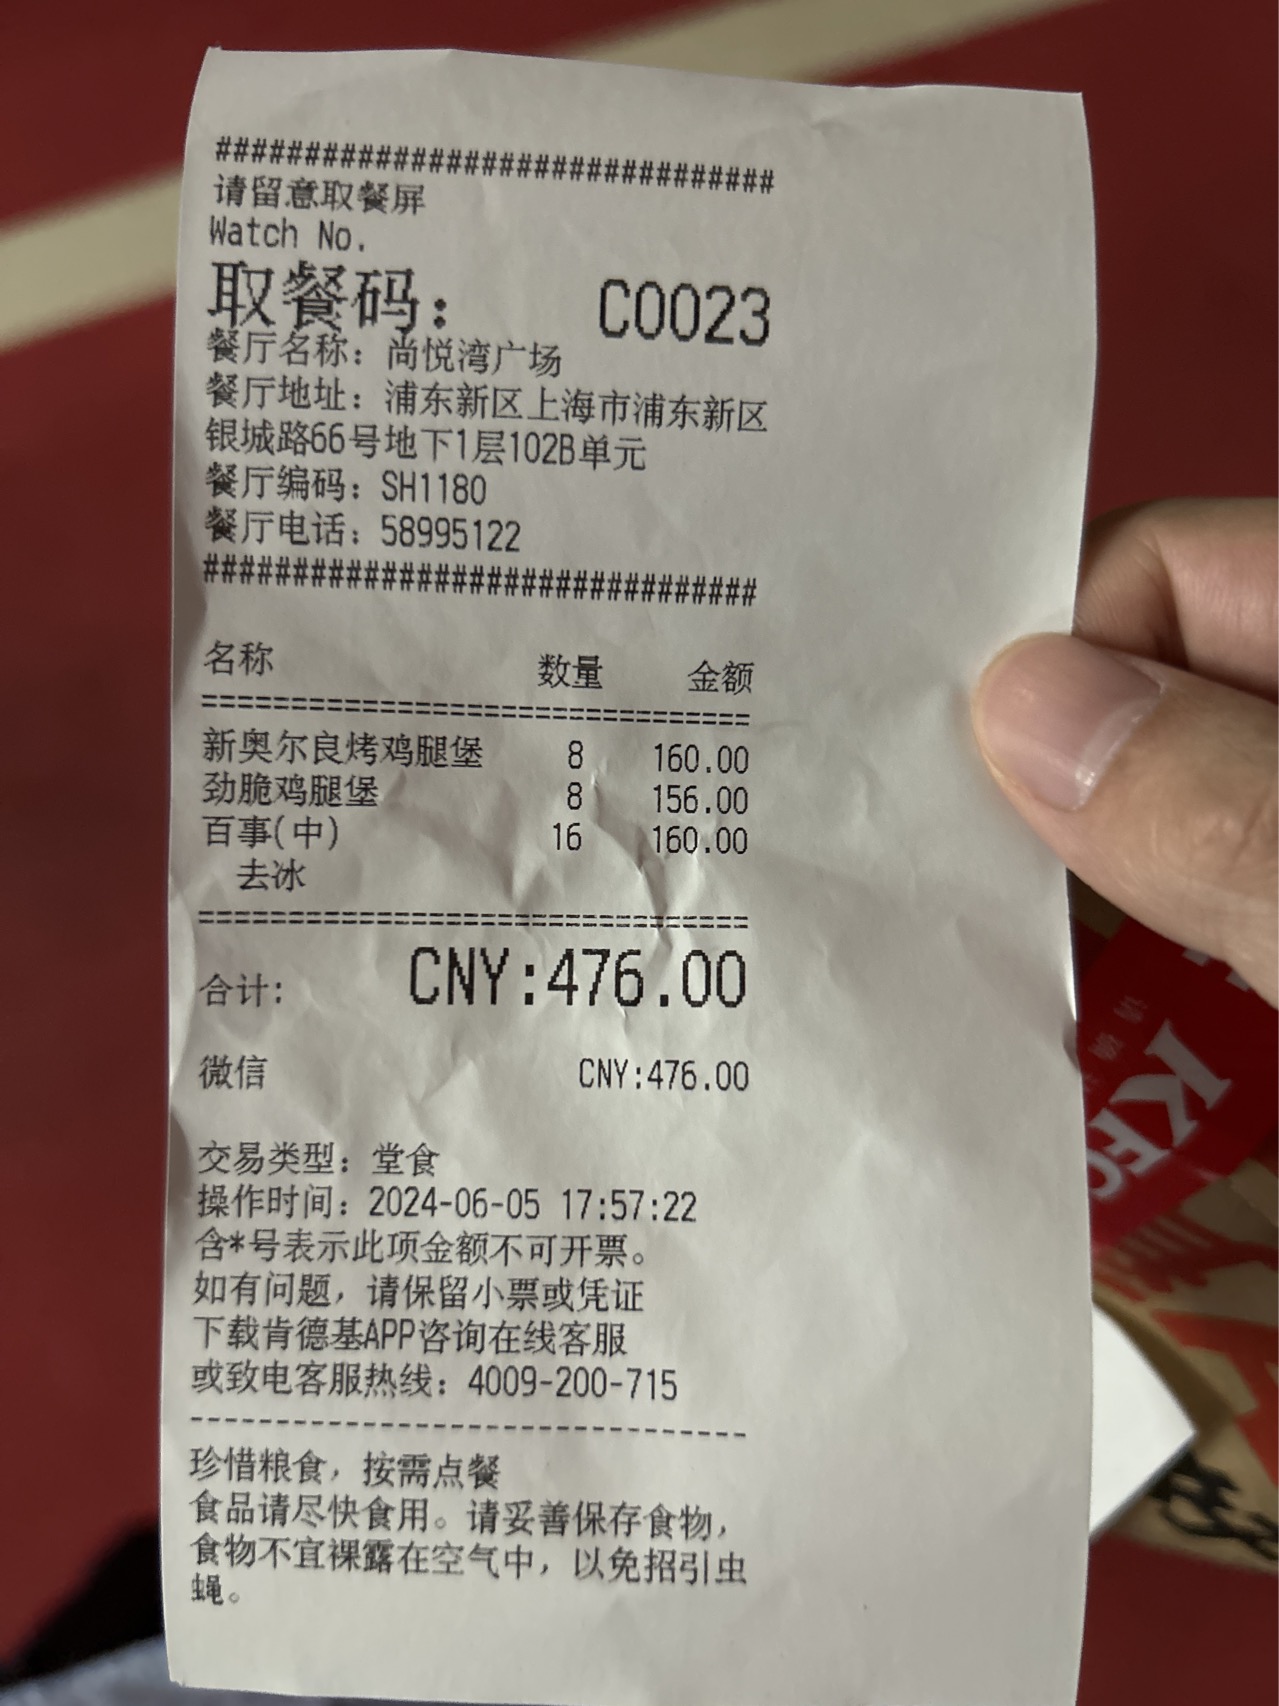 ################################
请留意取餐屏
Watch No.
取餐码： C0023
餐厅名称：尚悦湾广场
餐厅地址：浦东新区上海市浦东新区
银城路66号地下1层102B单元
餐厅编码：SH1180
餐厅电话：58995122
################################
名称 数量 金额
================================
新奥尔良烤鸡腿堡 8 160.00
劲脆鸡腿堡 8 156.00
百事(中) 16 160.00
去冰
================================
合计： CNY:476.00
微信 CNY:476.00
交易类型：堂食
操作时间：2024-06-05 17:57:22
含*号表示此项金额不可开票。
如有问题，请保留小票或凭证
下载肯德基APP咨询在线客服
或致电客服热线：4009-200-715
--------------------------------
珍惜粮食，按需点餐
食品请尽快食用。请妥善保存食物，
食物不宜裸露在空气中，以免招引虫
蝇。
KFC